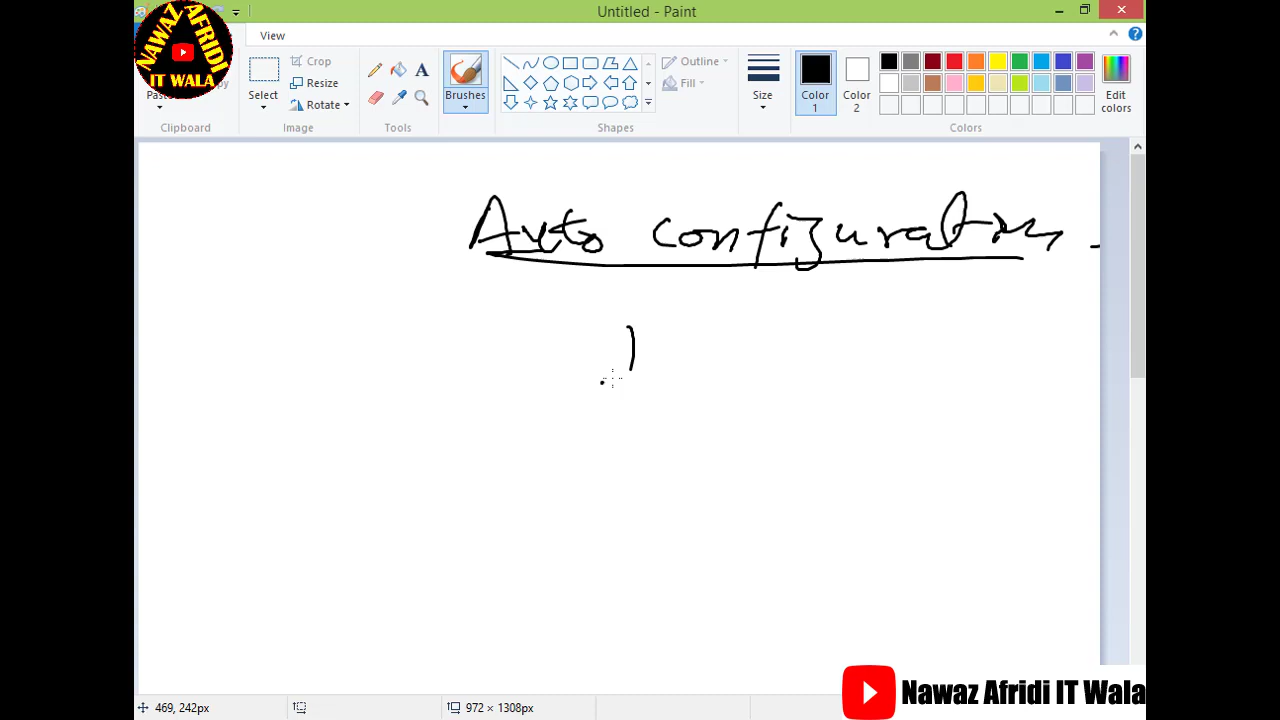 Untitled - Paint
NAWAZ AFRIDI
IT WALA
View
Paste
Clipboard
Select
Crop
Resize
Rotate
Image
Tools
Brushes
Outline
Fill
Shapes
Size
Color 1
Color 2
Edit colors
Colors
Auto configuration -
469, 242px
972 × 1308px
Nawaz Afridi IT Wala